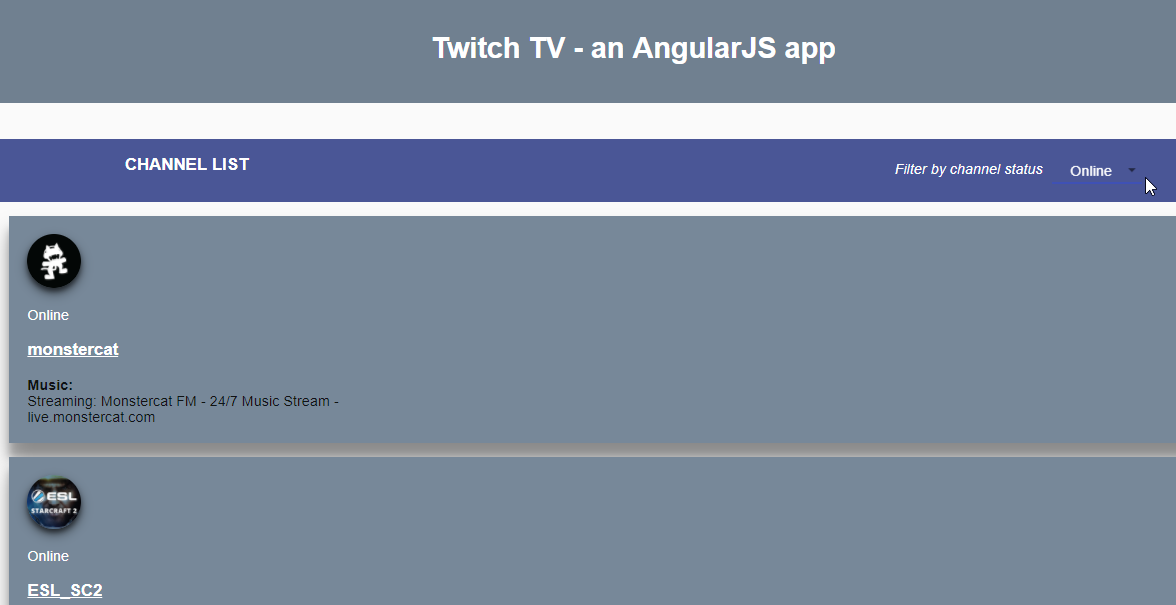 Twitch TV - an AngularJS app
CHANNEL LIST
Filter by channel status Online
Online
monstercat
Music:
Streaming: Monstercat FM - 24/7 Music Stream -
live.monstercat.com
ESL
STARCRAFT 2
Online
ESL_SC2